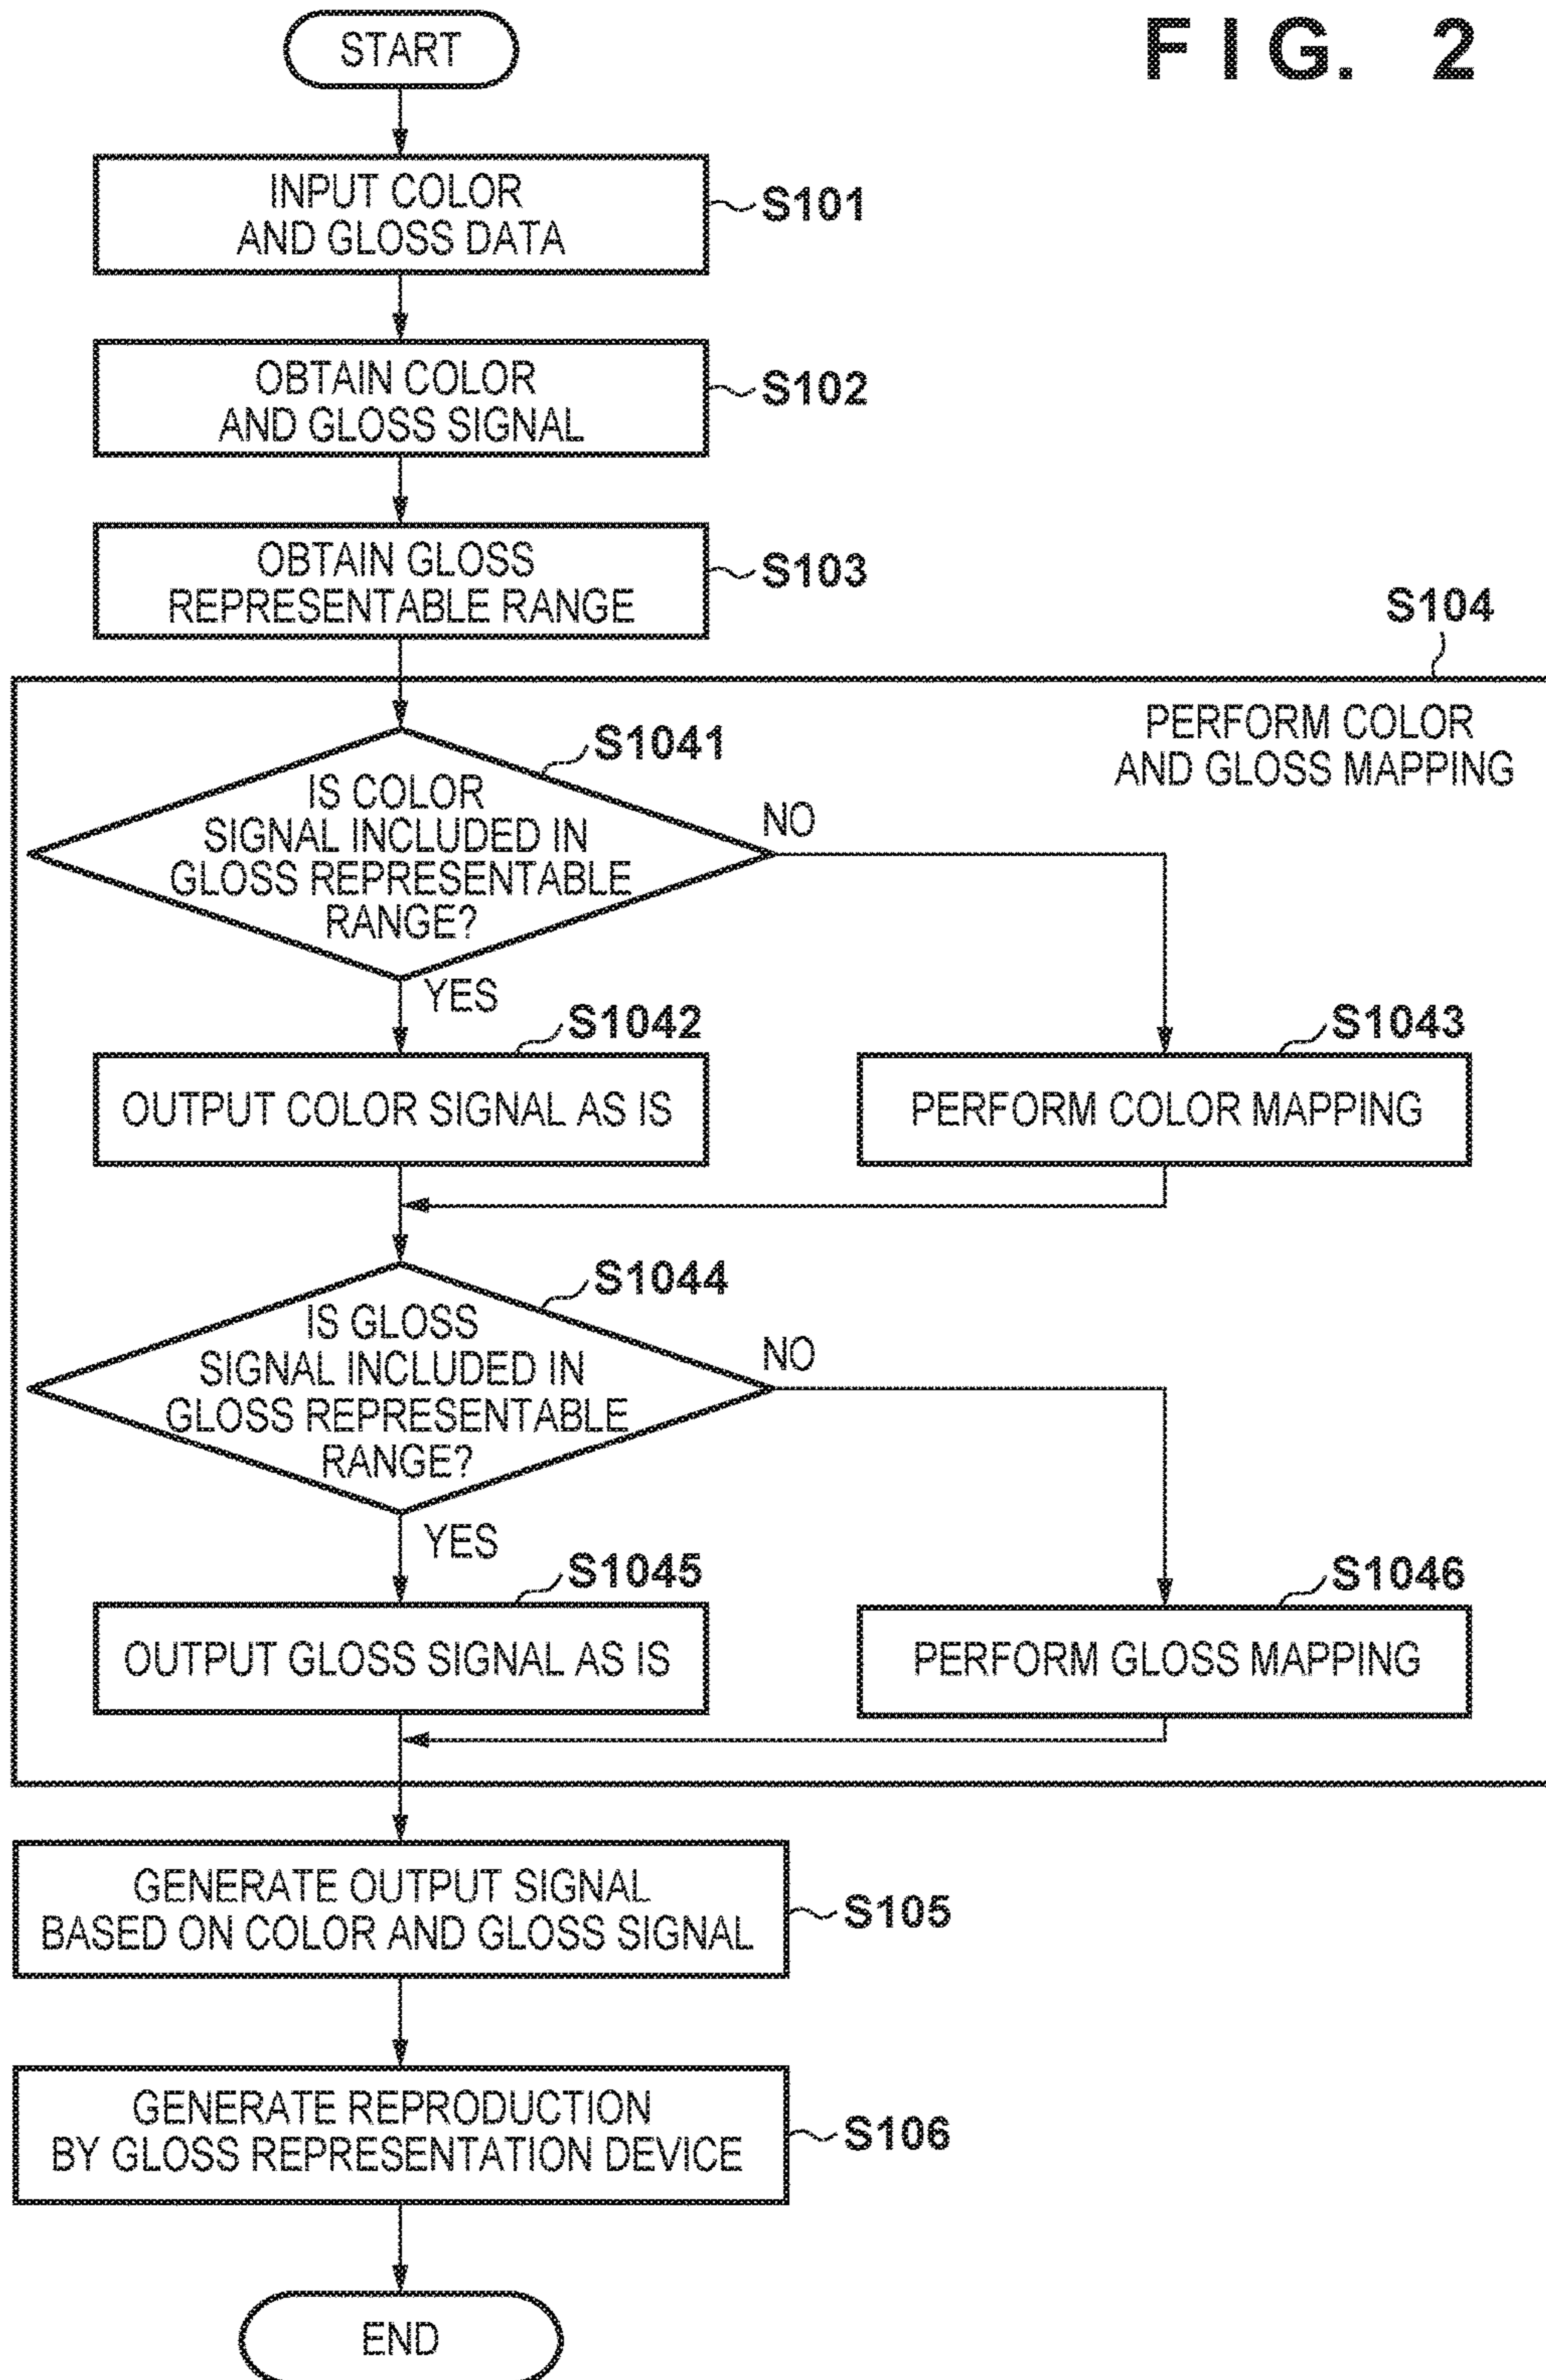 FIG. 2
START
INPUT COLOR
AND GLOSS DATA
S101
OBTAIN COLOR
AND GLOSS SIGNAL
S102
OBTAIN GLOSS
REPRESENTABLE RANGE
S103
S104
PERFORM COLOR
AND GLOSS MAPPING
S1041
IS COLOR
SIGNAL INCLUDED IN
GLOSS REPRESENTABLE
RANGE?
NO
YES
S1042
OUTPUT COLOR SIGNAL AS IS
S1043
PERFORM COLOR MAPPING
S1044
IS GLOSS
SIGNAL INCLUDED IN
GLOSS REPRESENTABLE
RANGE?
NO
YES
S1045
OUTPUT GLOSS SIGNAL AS IS
S1046
PERFORM GLOSS MAPPING
GENERATE OUTPUT SIGNAL
BASED ON COLOR AND GLOSS SIGNAL
S105
GENERATE REPRODUCTION
BY GLOSS REPRESENTATION DEVICE
S106
END